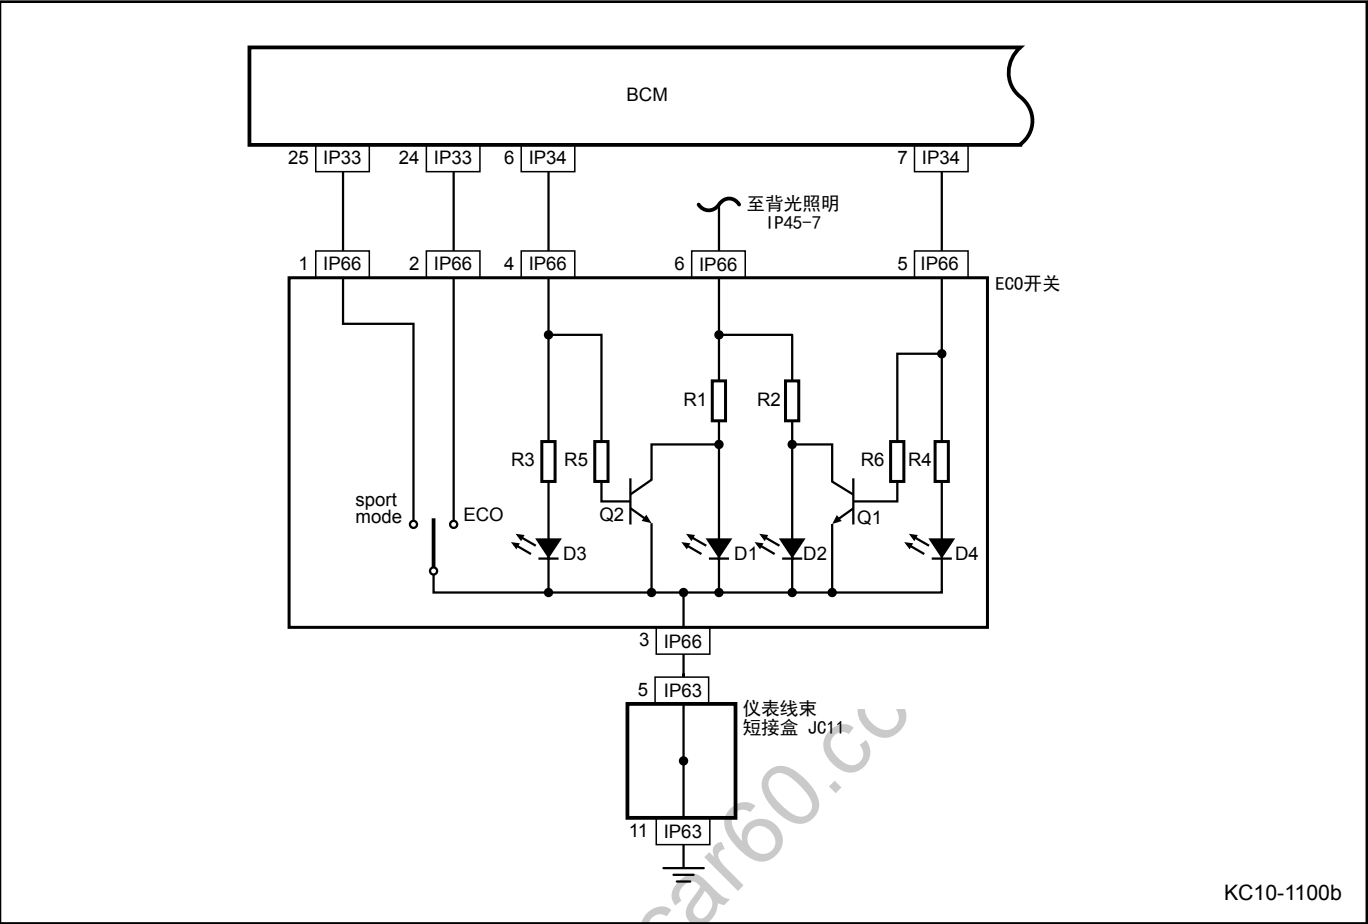 BCM
25 IP33 24 IP33 6 IP34 7 IP34
至背光照明
IP45-7
1 IP66 2 IP66 4 IP66 6 IP66 5 IP66
ECO开关
R1 R2
R3 R5 R6 R4
sport
mode
ECO
Q2 Q1
D3 D1 D2 D4
3 IP66
5 IP63
仪表线束
短接盒 JC11
11 IP63
car60.cc
KC10-1100b